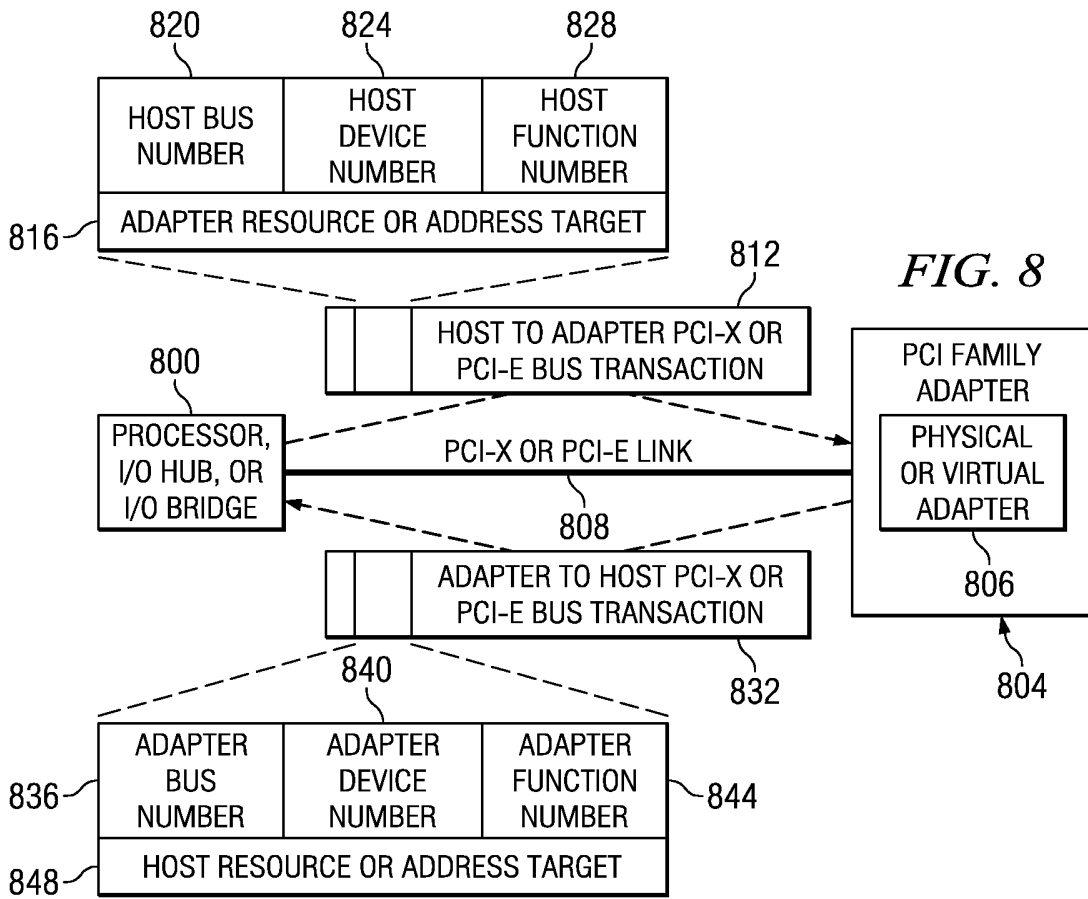 820
824
828
HOST BUS
NUMBER
HOST
DEVICE
NUMBER
HOST
FUNCTION
NUMBER
816
ADAPTER RESOURCE OR ADDRESS TARGET
812
FIG. 8
HOST TO ADAPTER PCI-X OR
PCI-E BUS TRANSACTION
800
PROCESSOR,
I/O HUB, OR
I/O BRIDGE
PCI-X OR PCI-E LINK
808
PCI FAMILY
ADAPTER
PHYSICAL
OR VIRTUAL
ADAPTER
806
804
ADAPTER TO HOST PCI-X OR
PCI-E BUS TRANSACTION
832
840
836
ADAPTER
BUS
NUMBER
ADAPTER
DEVICE
NUMBER
ADAPTER
FUNCTION
NUMBER
844
848
HOST RESOURCE OR ADDRESS TARGET